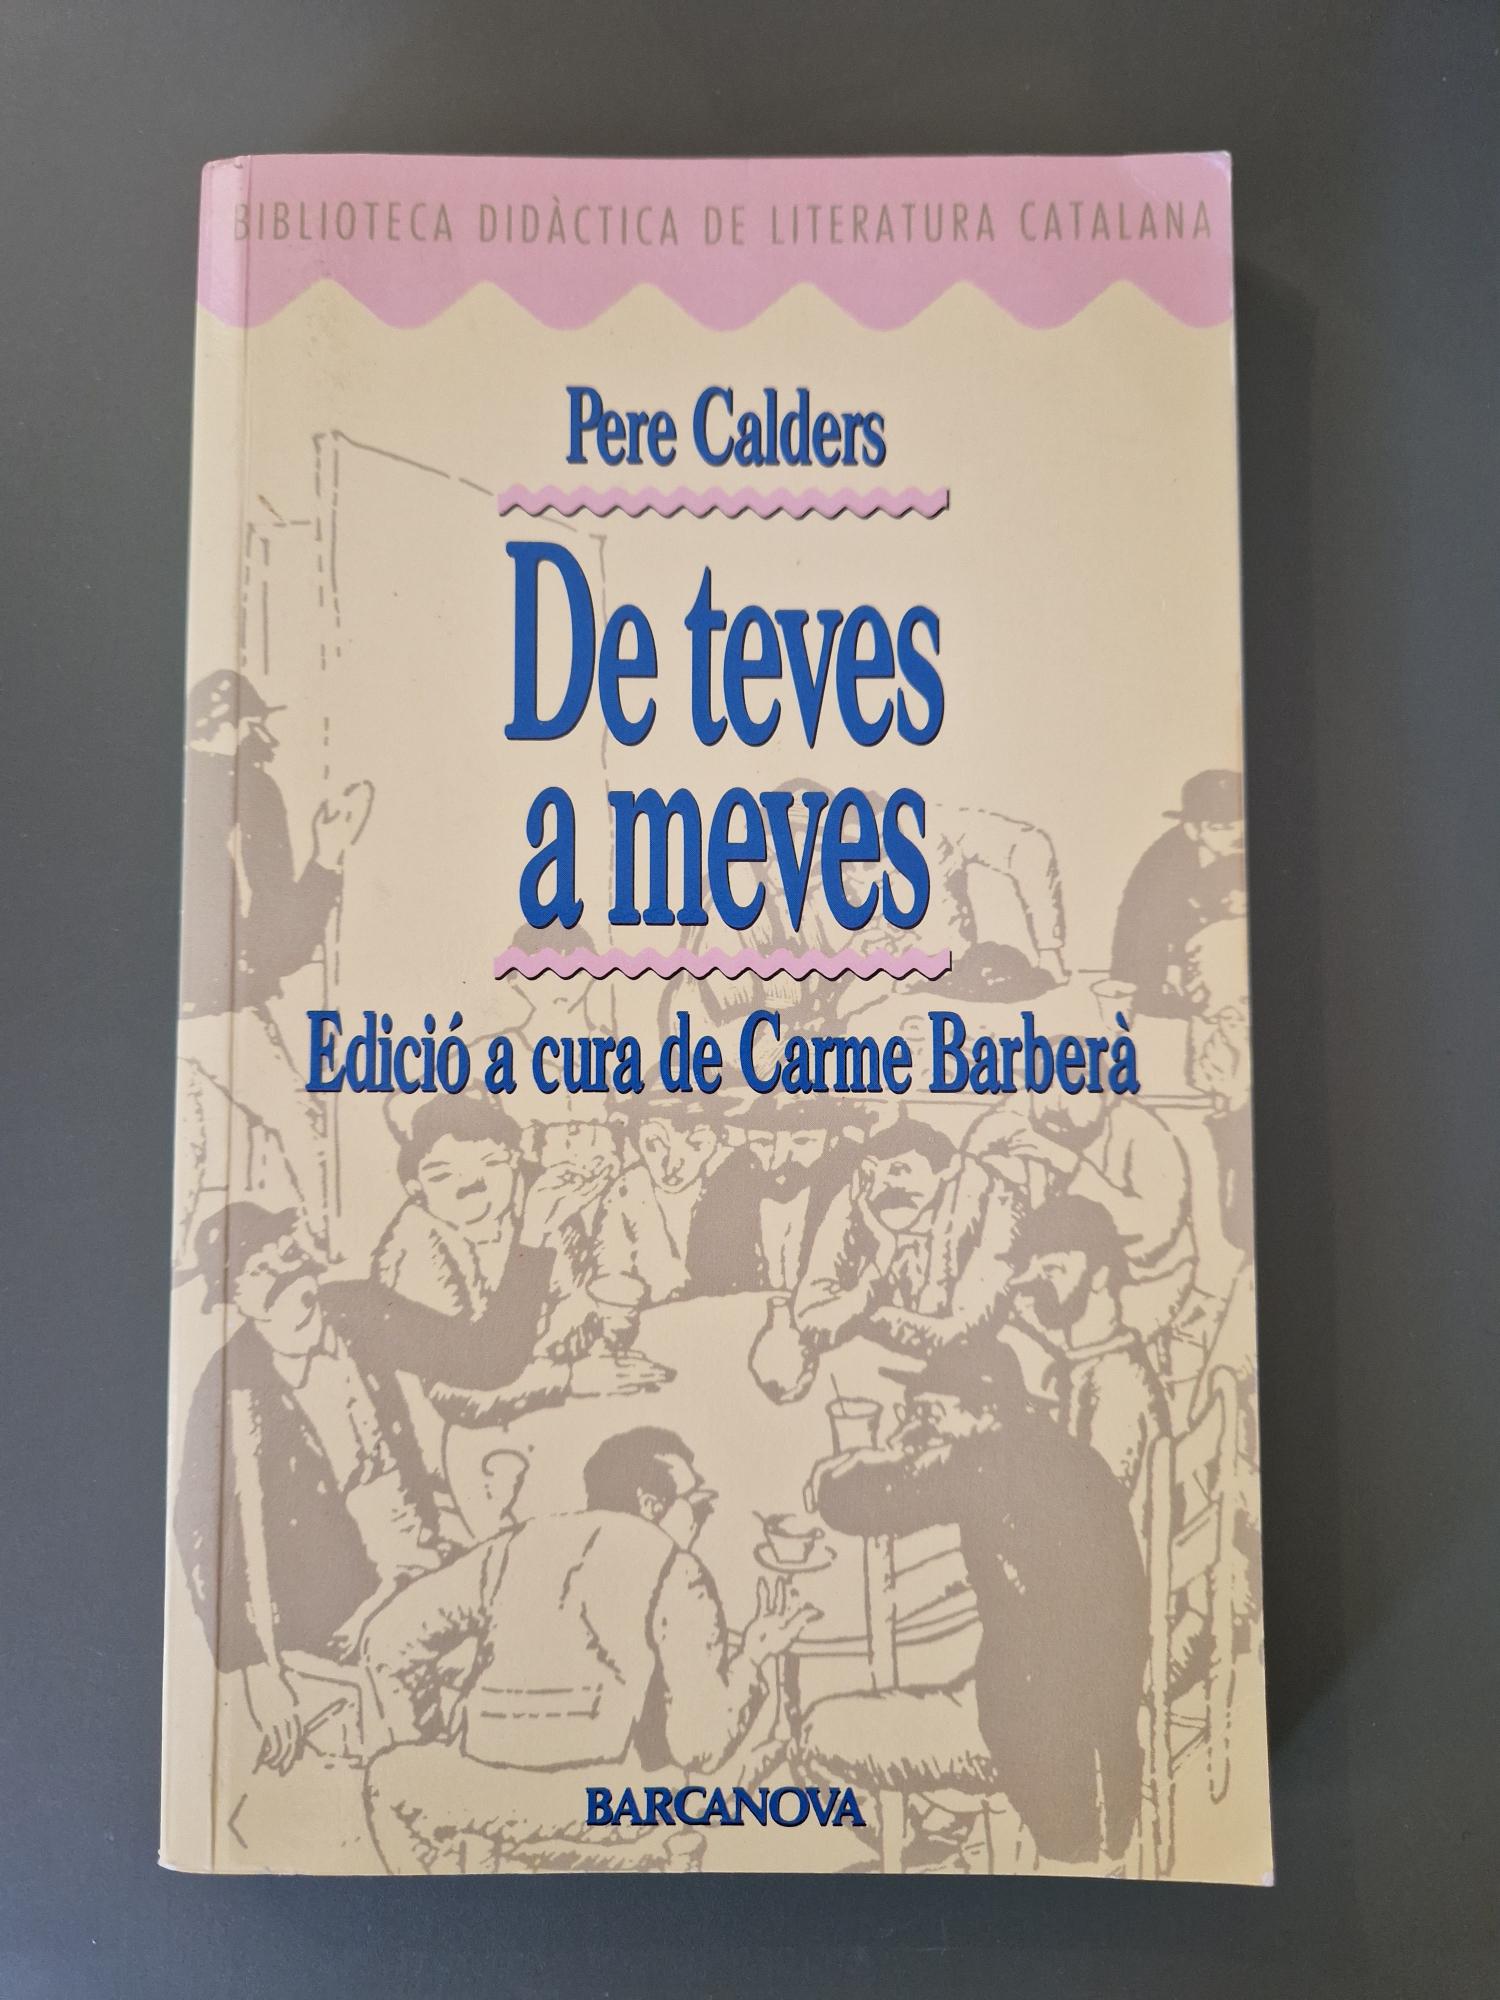 BIBLIOTECA DIDÀCTICA DE LITERATURA CATALANA
Pere Calders
De teves
a meves
Edició a cura de Carme Barberà
BARCANOVA